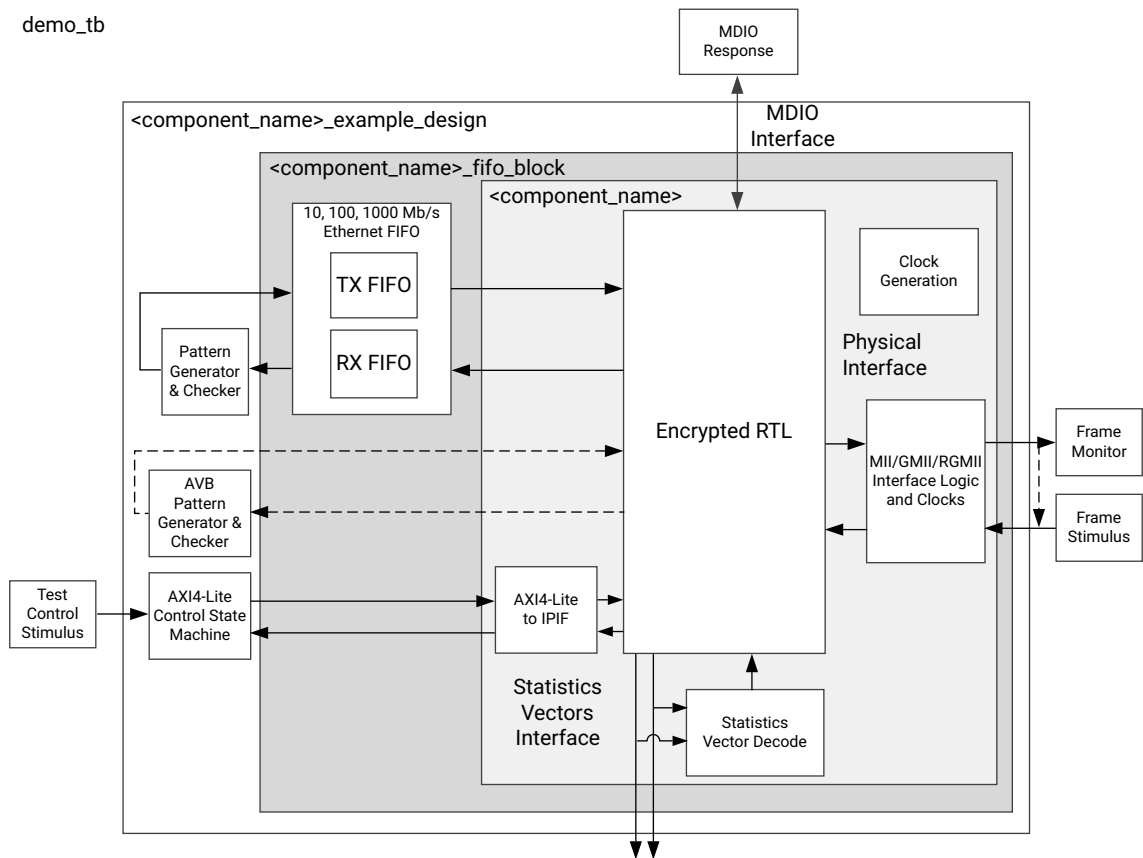 demo_tb
MDIO
Response
<component_name>_example_design
MDIO
Interface
<component_name>_fifo_block
<component_name>
10, 100, 1000 Mb/s
Ethernet FIFO
TX FIFO
RX FIFO
Clock
Generation
Pattern
Generator
& Checker
Physical
Interface
Encrypted RTL
MII/GMII/RGMII
Interface Logic
and Clocks
Frame
Monitor
Frame
Stimulus
AVB
Pattern
Generator &
Checker
Test
Control
Stimulus
AXI4-Lite
Control State
Machine
AXI4-Lite
to IPIF
Statistics
Vectors
Interface
Statistics
Vector Decode